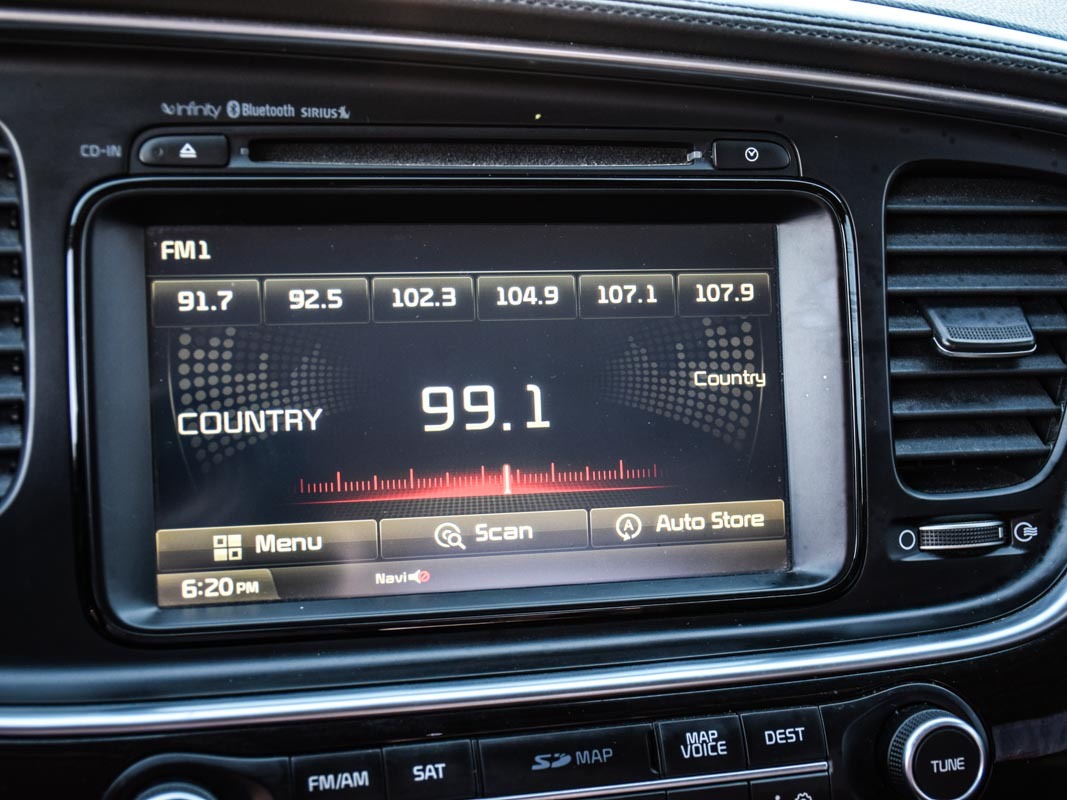 infinity Bluetooth SIRIUS
CD-IN
FM1
91.7 92.5 102.3 104.9 107.1 107.9
Country
COUNTRY 99.1
Menu Scan A Auto Store
6:20 PM Navi
FM/AM SAT SD MAP MAP VOICE DEST
TUNE